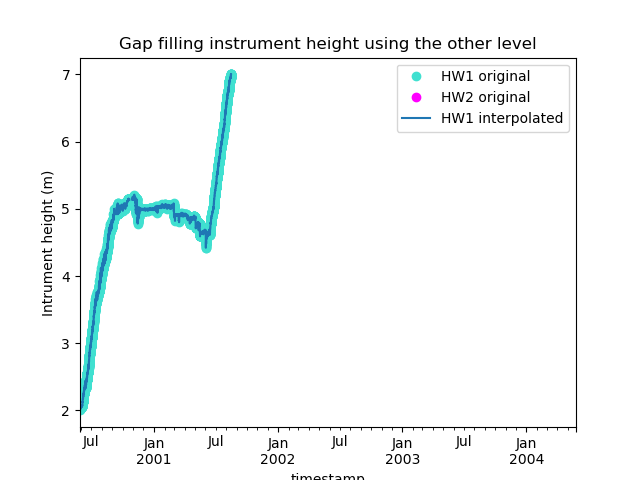 Gap filling instrument height using the other level
HW1 original
HW2 original
HW1 interpolated
Intrument height (m)
7
6
5
4
3
2
Jul
Jan
2001
Jul
Jan
2002
Jul
Jan
2003
Jul
Jan
2004
timestamp